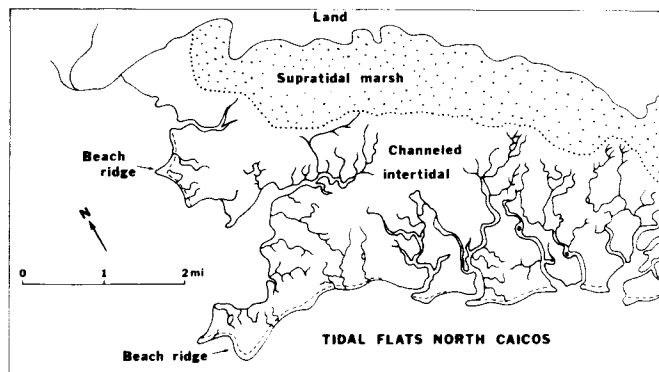 Land
Supratidal marsh
Channeled
intertidal
Beach
ridge
N
0 1 2 mi
Beach ridge
TIDAL FLATS NORTH CAICOS